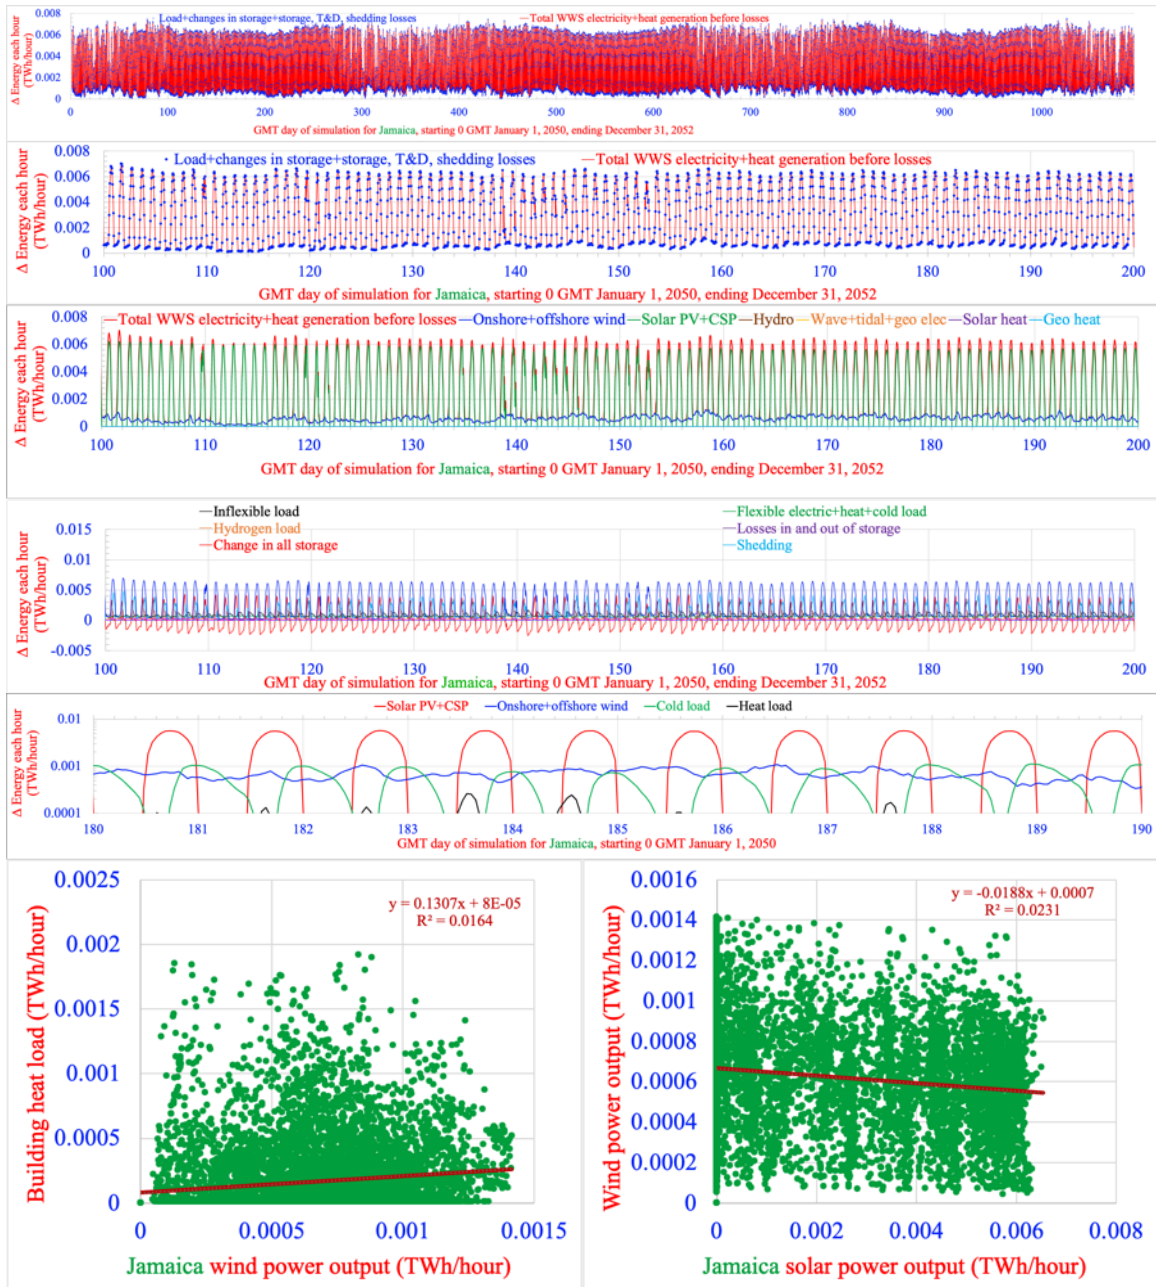 Load+changes in storage+storage, T&D, shedding losses —Total WWS electricity+heat generation before losses
Δ Energy each hour
(TWh/hour)
0.008
0.006
0.004
0.002
0
0 100 200 300 400 500 600 700 800 900 1000
GMT day of simulation for Jamaica, starting 0 GMT January 1, 2050, ending December 31, 2052
Load+changes in storage+storage, T&D, shedding losses —Total WWS electricity+heat generation before losses
Δ Energy each hour
(TWh/hour)
0.008
0.006
0.004
0.002
0
100 110 120 130 140 150 160 170 180 190 200
GMT day of simulation for Jamaica, starting 0 GMT January 1, 2050, ending December 31, 2052
—Total WWS electricity+heat generation before losses —Onshore+offshore wind —Solar PV+CSP —Hydro —Wave+tidal+geo elec —Solar heat —Geo heat
Δ Energy each hour
(TWh/hour)
0.008
0.006
0.004
0.002
0
100 110 120 130 140 150 160 170 180 190 200
GMT day of simulation for Jamaica, starting 0 GMT January 1, 2050, ending December 31, 2052
—Inflexible load —Flexible electric+heat+cold load
—Hydrogen load —Losses in and out of storage
—Change in all storage —Shedding
Δ Energy each hour
(TWh/hour)
0.015
0.01
0.005
0
-0.005
100 110 120 130 140 150 160 170 180 190 200
GMT day of simulation for Jamaica, starting 0 GMT January 1, 2050, ending December 31, 2052
—Solar PV+CSP —Onshore+offshore wind —Cold load —Heat load
Δ Energy each hour
(TWh/hour)
0.01
0.001
0.0001
180 181 182 183 184 185 186 187 188 189 190
GMT day of simulation for Jamaica, starting 0 GMT January 1, 2050
Building heat load (TWh/hour)
0.0025
0.002
0.0015
0.001
0.0005
0
y = 0.1307x + 8E-05
R² = 0.0164
0 0.0005 0.001 0.0015
Jamaica wind power output (TWh/hour)
Wind power output (TWh/hour)
0.0016
0.0014
0.0012
0.001
0.0008
0.0006
0.0004
0.0002
0
y = -0.0188x + 0.0007
R² = 0.0231
0 0.002 0.004 0.006 0.008
Jamaica solar power output (TWh/hour)